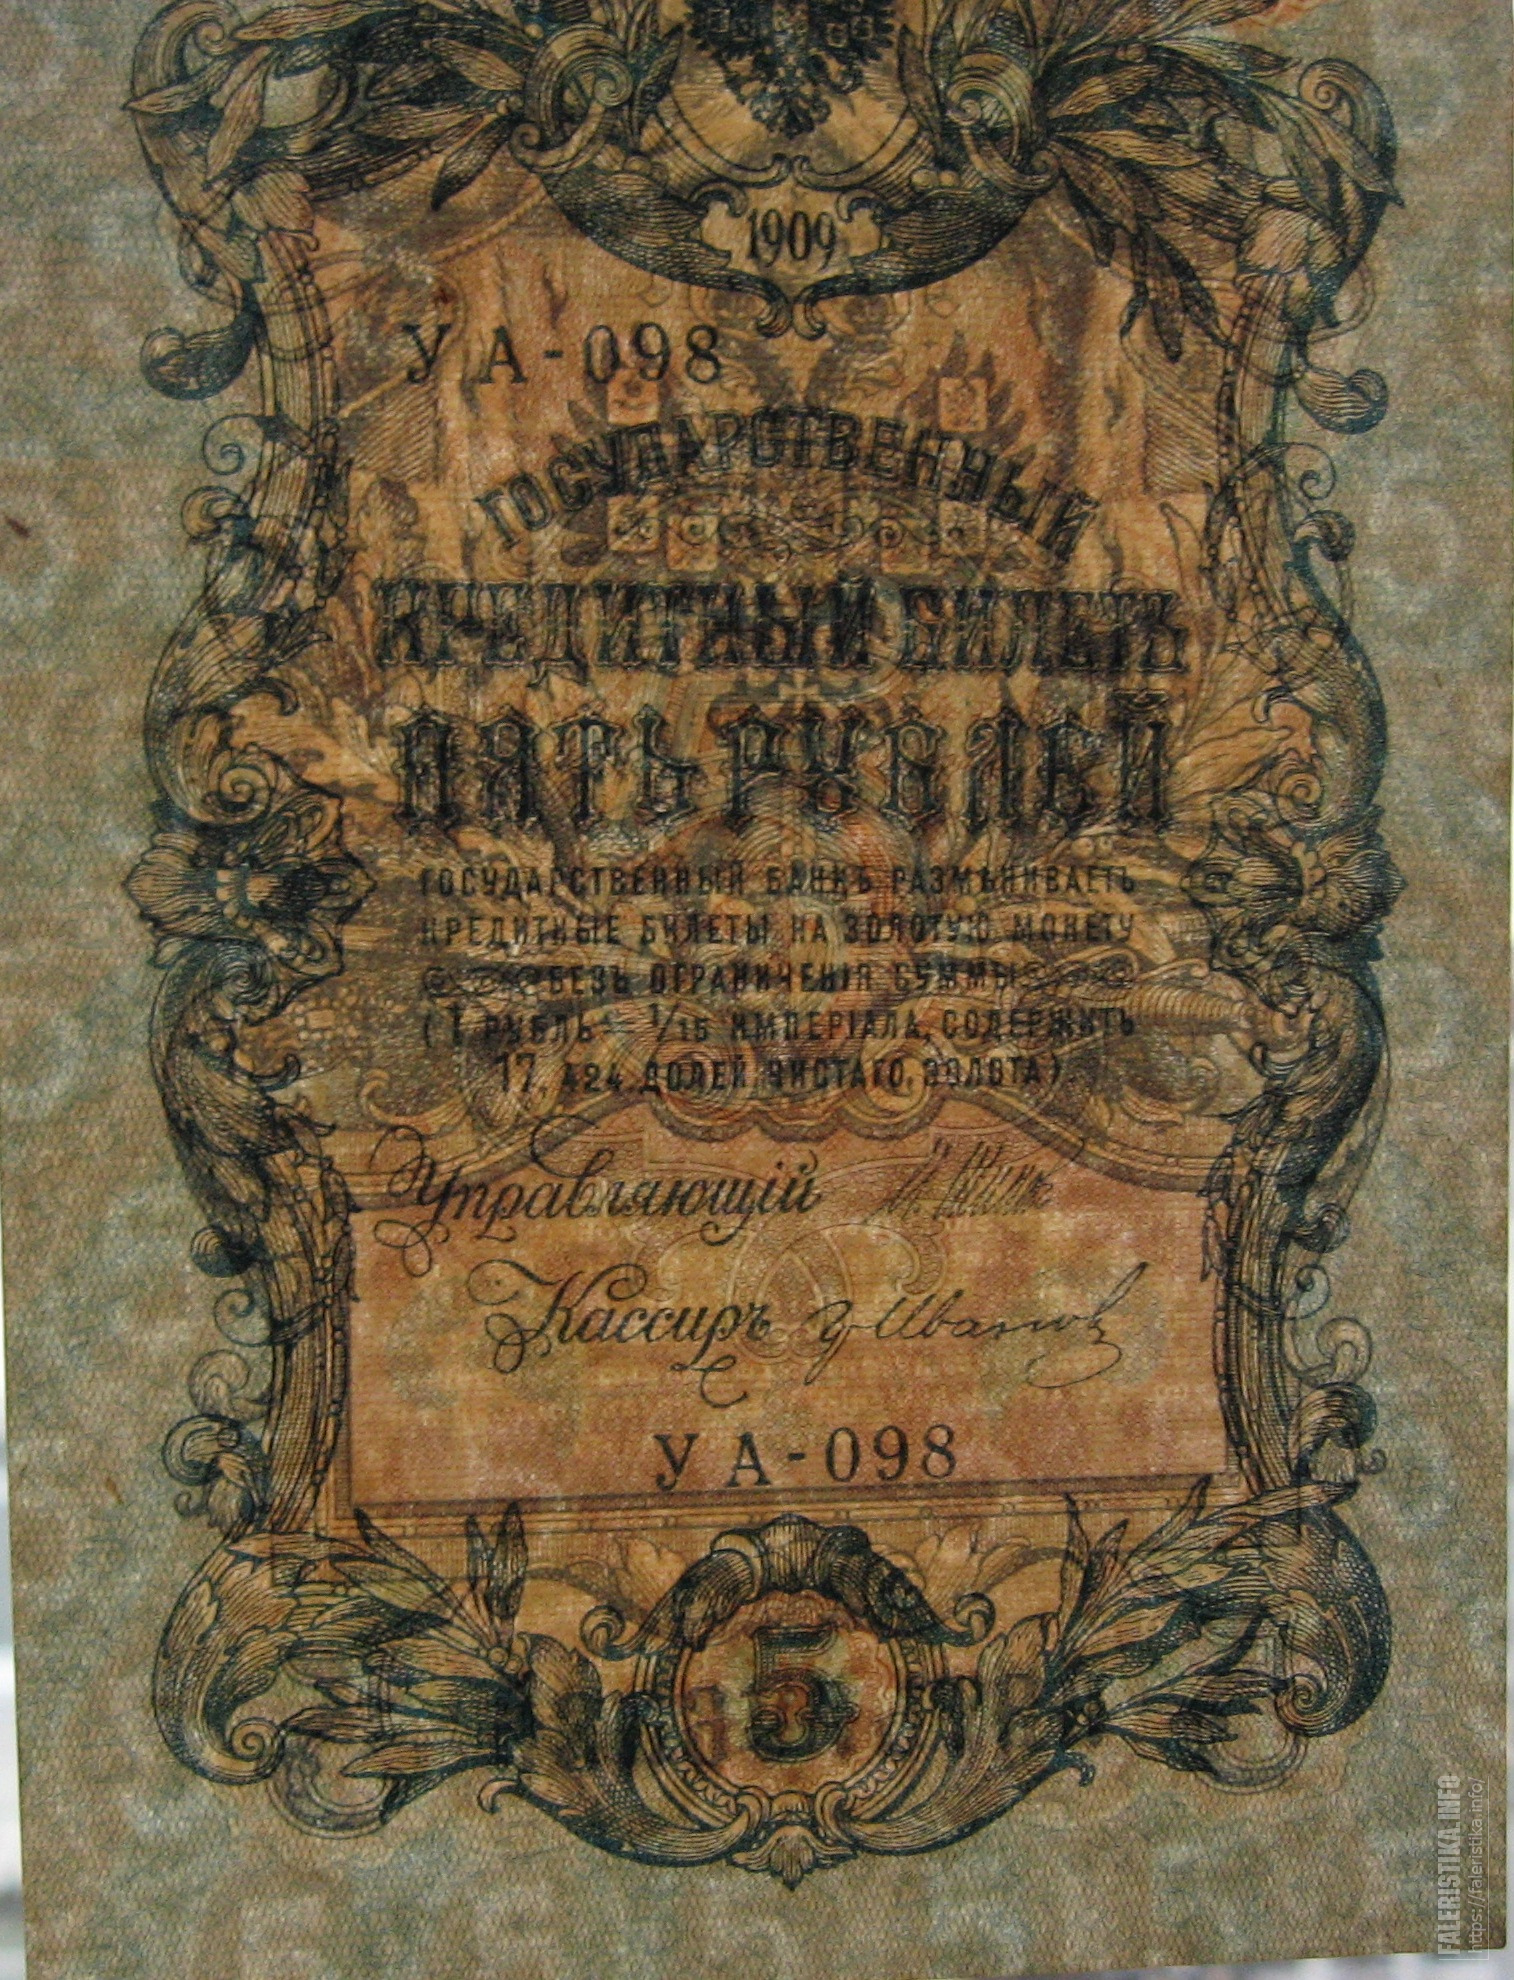 1909
УА-098
ГОСУДАРСТВЕННЫЙ
КРЕДИТНЫЙ БИЛЕТЪ
ПЯТЬ РУБЛЕЙ
ГОСУДАРСТВЕННЫЙ БАНКЪ РАЗМѢНИВАЕТЪ
КРЕДИТНЫЕ БИЛЕТЫ НА ЗОЛОТУЮ МОНЕТУ
БЕЗЪ ОГРАНИЧЕНІЯ СУММЫ
(1 РУБЛЬ = 1/15 ИМПЕРІАЛА, СОДЕРЖИТЪ
17,424 ДОЛЕЙ ЧИСТАГО ЗОЛОТА).
Управляющій
Кассиръ Гр Иванов
УА-098
5
FALERISTIKA.INFO
https://faleristika.info/